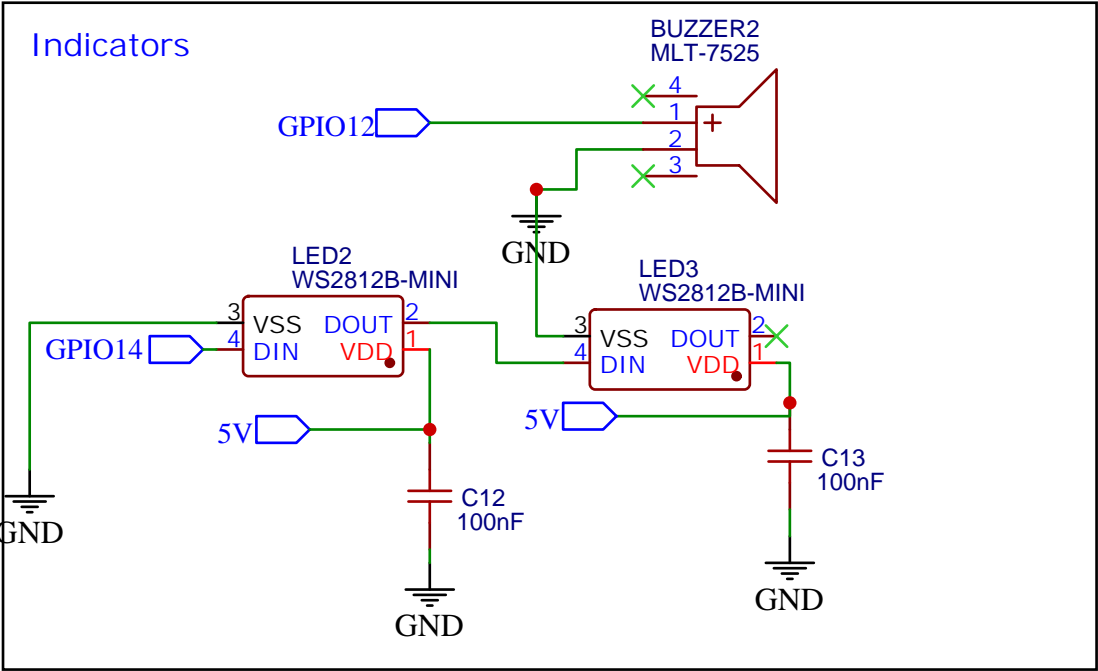 Indicators
BUZZER2
MLT-7525
4
1
+
2
3
GPIO12
GND
LED2
WS2812B-MINI
3 VSS DOUT 2
4 DIN VDD 1
GPIO14
LED3
WS2812B-MINI
3 VSS DOUT 2
4 DIN VDD 1
5V
5V
C12
100nF
C13
100nF
GND
GND
GND